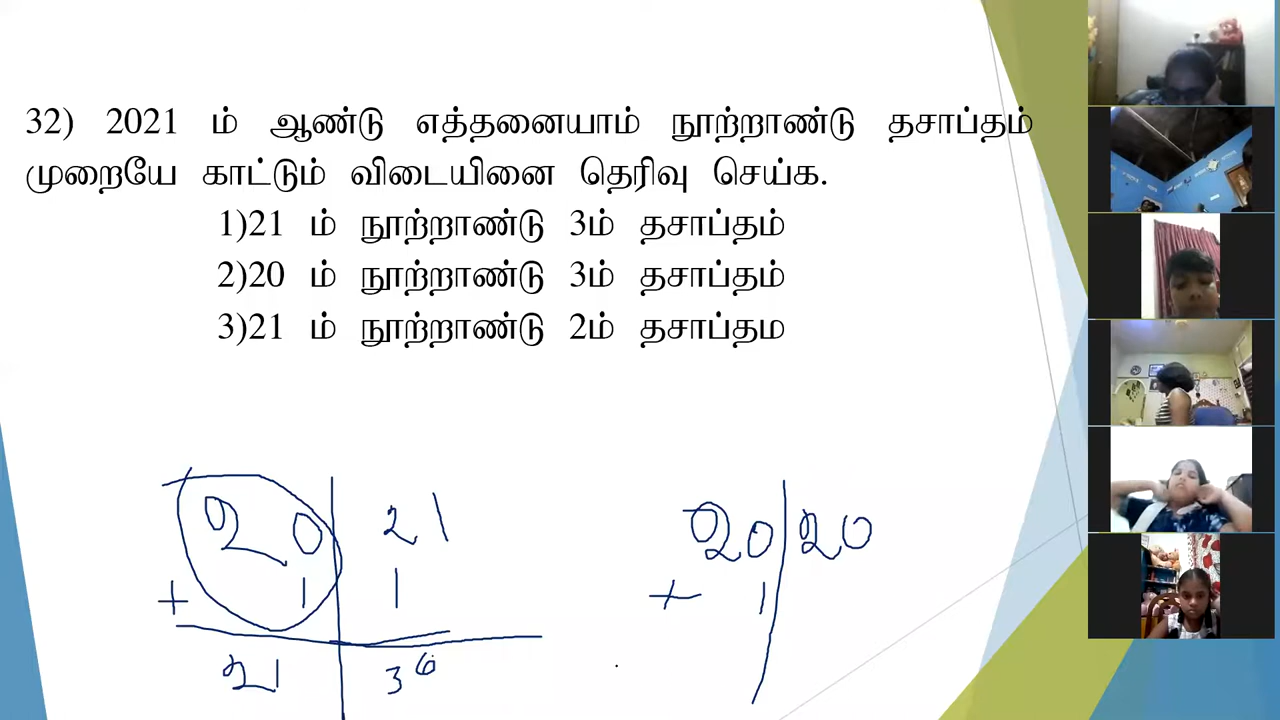 32) 2021 ம் ஆண்டு எத்தனையாம் நூற்றாண்டு தசாப்தம்
முறையே காட்டும் விடையினை தெரிவு செய்க.
1)21 ம் நூற்றாண்டு 3ம் தசாப்தம்
2)20 ம் நூற்றாண்டு 3ம் தசாப்தம்
3)21 ம் நூற்றாண்டு 2ம் தசாப்தம
20 21 20 20
+ 1 1 + 1
21 3